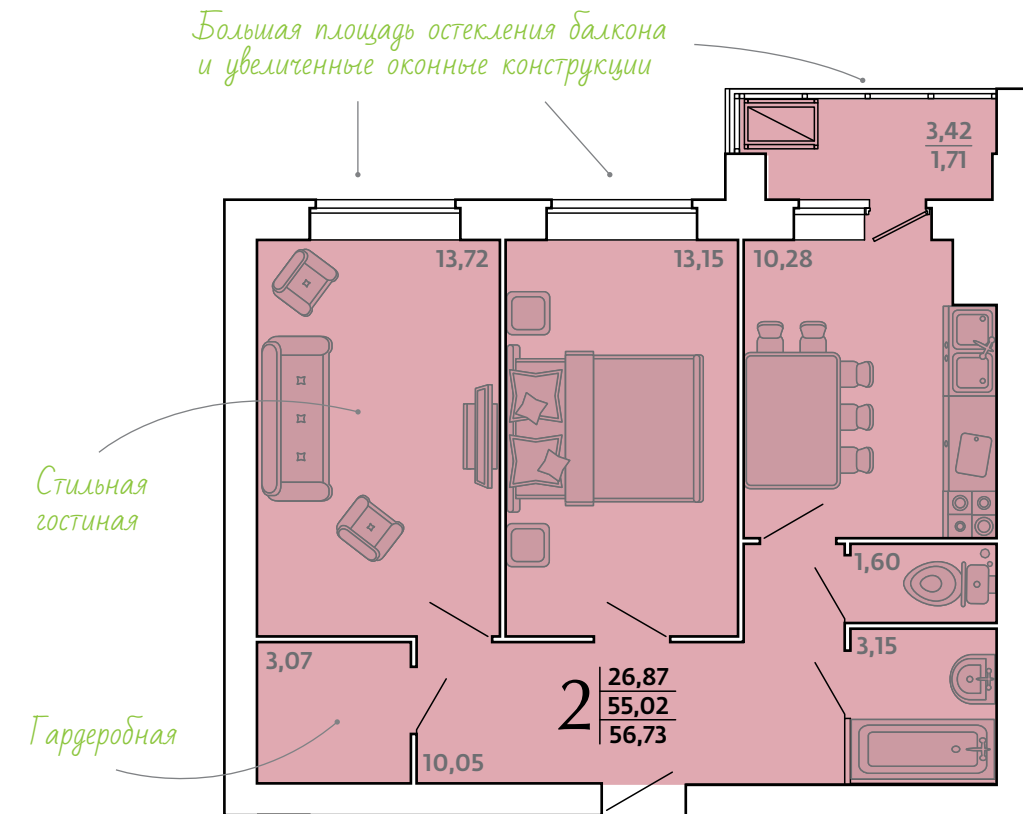 Большая площадь остекления балкона
и увеличенные оконные конструкции
3,42
1,71
13,72
13,15
10,28
Стильная
гостиная
1,60
3,15
3,07
2
26,87
55,02
56,73
Гардеробная
10,05